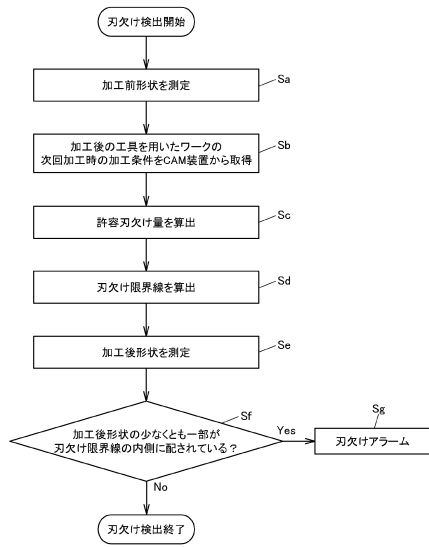 刃欠け検出開始
加工前形状を測定
Sa
加工後の工具を用いたワークの
次回加工時の加工条件をCAM装置から取得
Sb
許容刃欠け量を算出
Sc
刃欠け限界線を算出
Sd
加工後形状を測定
Se
加工後形状の少なくとも一部が
刃欠け限界線の内側に配されている？
Sf
Yes
Sg
刃欠けアラーム
No
刃欠け検出終了